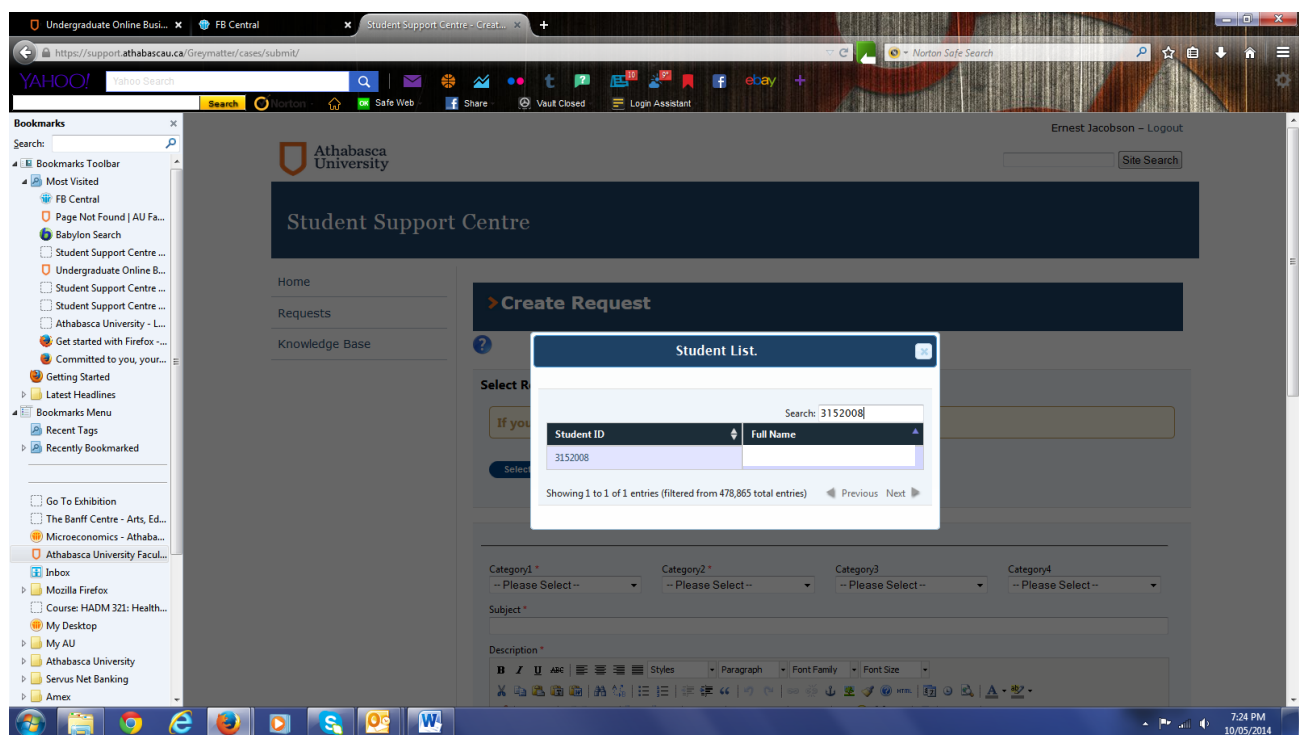 Undergraduate Online Busi... FB Central Student Support Centre - Creat...
https://support.athabascau.ca/Greymatter/cases/submit/ Norton Safe Search
YAHOO! Yahoo Search ebay
Search Norton Safe Web Share Vault Closed Login Assistant
Bookmarks
Search:
Bookmarks Toolbar
Most Visited
FB Central
Page Not Found | AU Fa...
Babylon Search
Student Support Centre ...
Undergraduate Online B...
Student Support Centre ...
Student Support Centre ...
Athabasca University - L...
Get started with Firefox -...
Committed to you, your...
Getting Started
Latest Headlines
Bookmarks Menu
Recent Tags
Recently Bookmarked
Go To Exhibition
The Banff Centre - Arts, Ed...
Microeconomics - Athaba...
Athabasca University Facul...
Inbox
Mozilla Firefox
Course: HADM 321: Health...
My Desktop
My AU
Athabasca University
Servus Net Banking
Amex
Ernest Jacobson – Logout
Athabasca
University
Site Search
Student Support Centre
Home
Requests
Knowledge Base
Create Request
Select R
If you
Select
Student List.
Search: 3152008
Student ID Full Name
3152008
Showing 1 to 1 of 1 entries (filtered from 478,865 total entries) Previous Next
Category1 * Category2 * Category3 Category4
-- Please Select -- -- Please Select -- -- Please Select -- -- Please Select --
Subject *
Description *
B I U ABC Styles Paragraph Font Family Font Size
HTML A
7:24 PM
10/05/2014